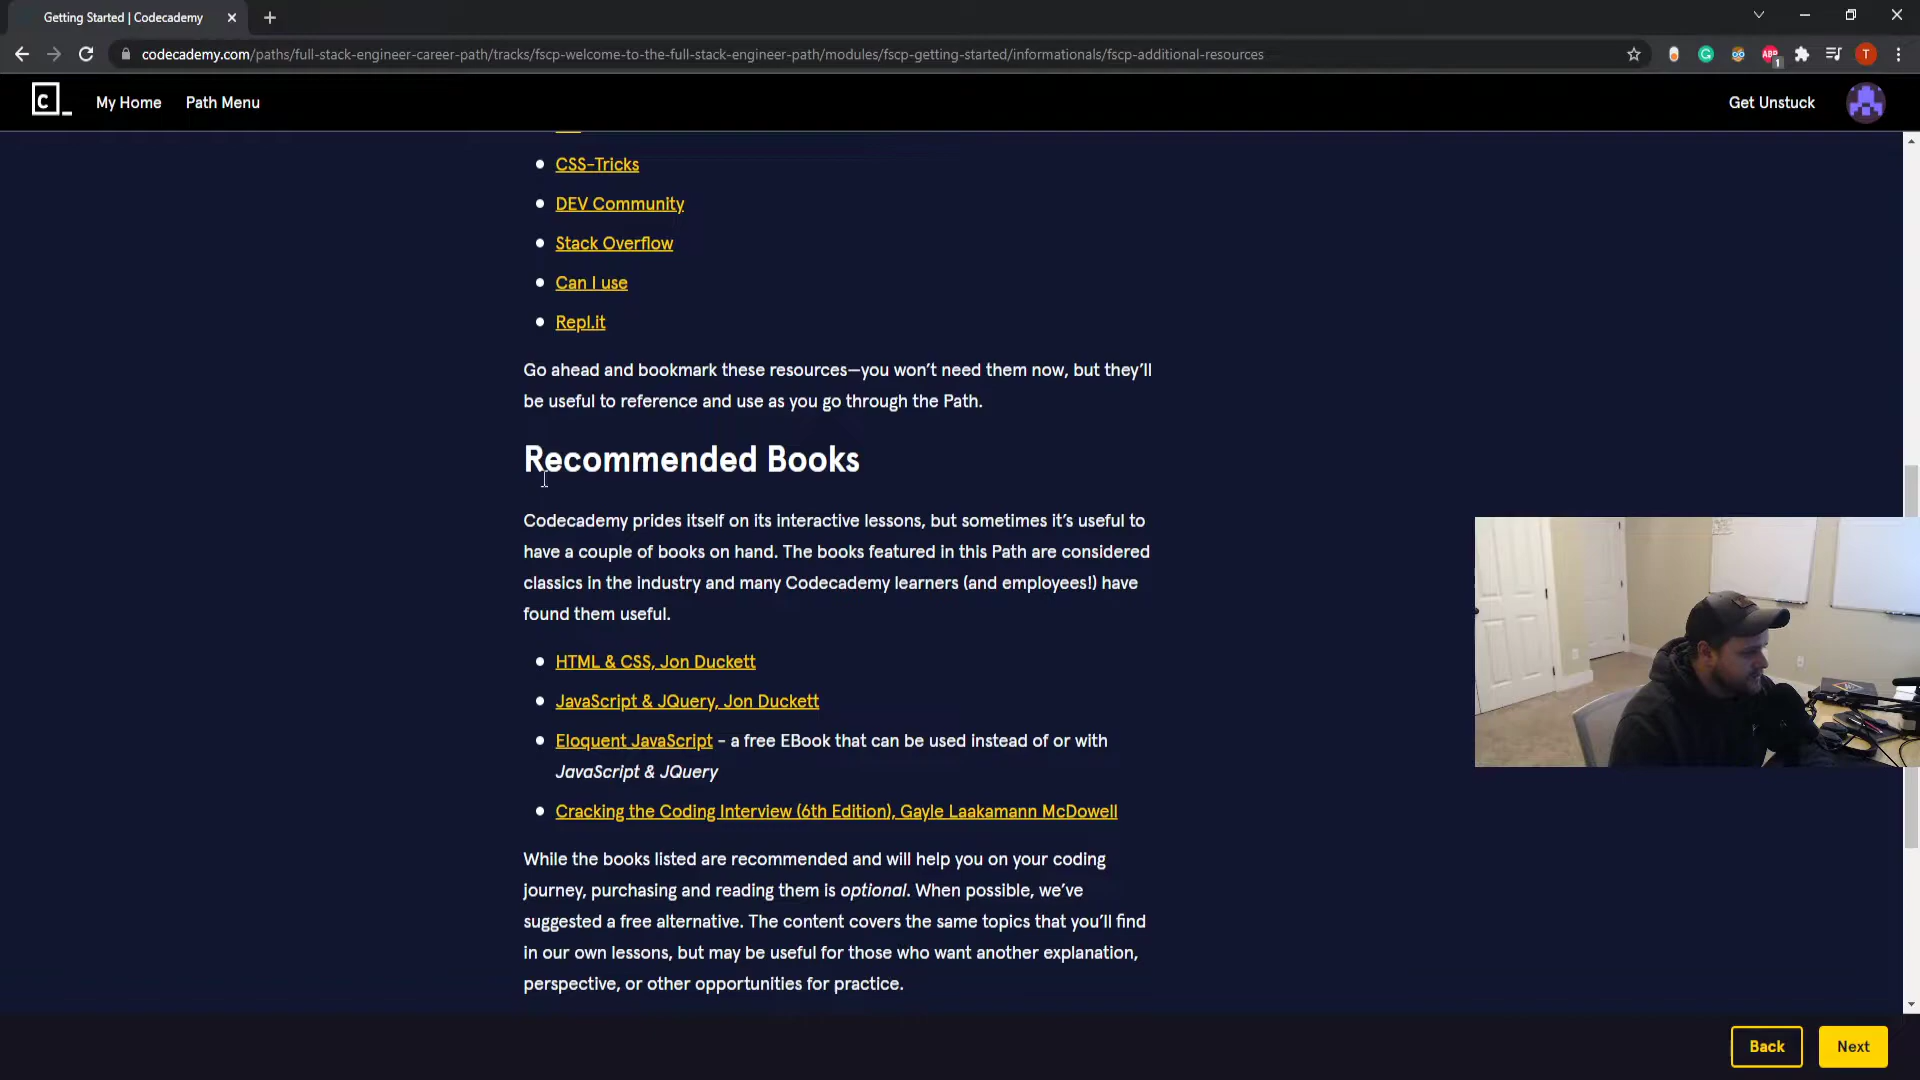 Getting Started | Codecademy
codecademy.com/paths/full-stack-engineer-career-path/tracks/fscp-welcome-to-the-full-stack-engineer-path/modules/fscp-getting-started/informationals/fscp-additional-resources
ABP
1
T
C_
My Home
Path Menu
Get Unstuck
CSS-Tricks
DEV Community
Stack Overflow
Can I use
Repl.it
Go ahead and bookmark these resources—you won’t need them now, but they’ll
be useful to reference and use as you go through the Path.
Recommended Books
Codecademy prides itself on its interactive lessons, but sometimes it’s useful to
have a couple of books on hand. The books featured in this Path are considered
classics in the industry and many Codecademy learners (and employees!) have
found them useful.
HTML & CSS, Jon Duckett
JavaScript & JQuery, Jon Duckett
Eloquent JavaScript - a free EBook that can be used instead of or with
JavaScript & JQuery
Cracking the Coding Interview (6th Edition), Gayle Laakamann McDowell
While the books listed are recommended and will help you on your coding
journey, purchasing and reading them is optional. When possible, we’ve
suggested a free alternative. The content covers the same topics that you’ll find
in our own lessons, but may be useful for those who want another explanation,
perspective, or other opportunities for practice.
Back
Next